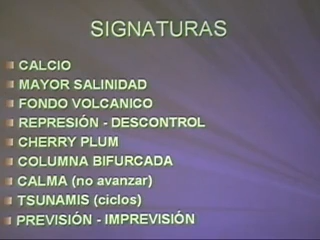 SIGNATURAS
CALCIO
MAYOR SALINIDAD
FONDO VOLCANICO
REPRESIÓN - DESCONTROL
CHERRY PLUM
COLUMNA BIFURCADA
CALMA (no avanzar)
TSUNAMIS (ciclos)
PREVISIÓN - IMPREVISIÓN